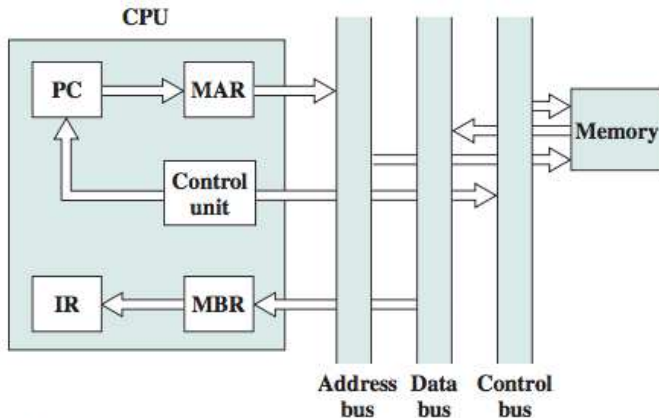 CPU
PC
MAR
Memory
Control
unit
IR
MBR
Address
bus
Data
bus
Control
bus